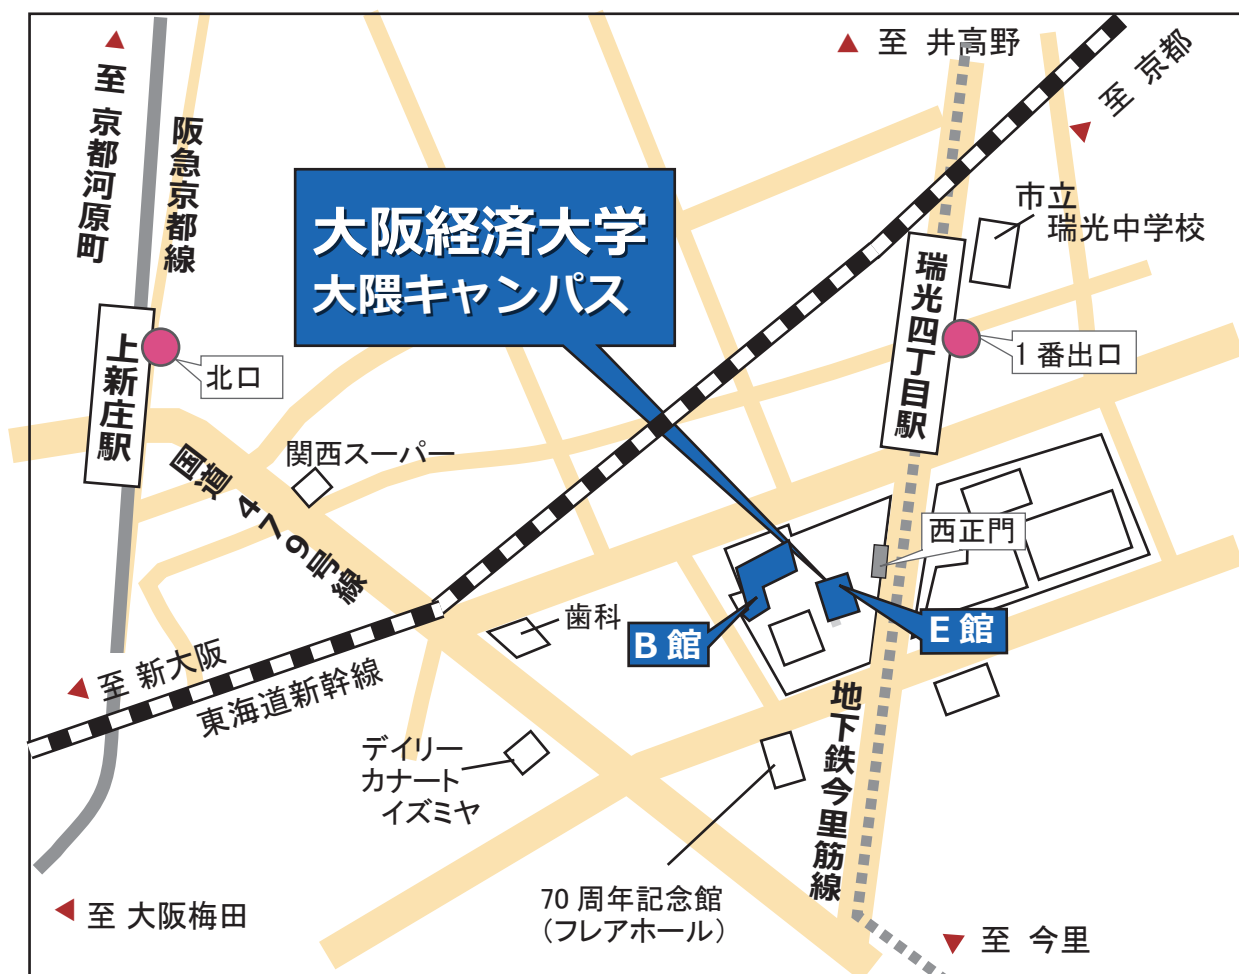 至 井高野
至 京都
至 京都河原町
阪急京都線
大阪経済大学
大隈キャンパス
市立
瑞光中学校
瑞光四丁目駅
1番出口
上新庄駅
北口
関西スーパー
国道479号線
西正門
歯科
B館
E館
至 新大阪
東海道新幹線
地下鉄今里筋線
デイリー
カナート
イズミヤ
70周年記念館
（フレアホール）
至 大阪梅田
至 今里